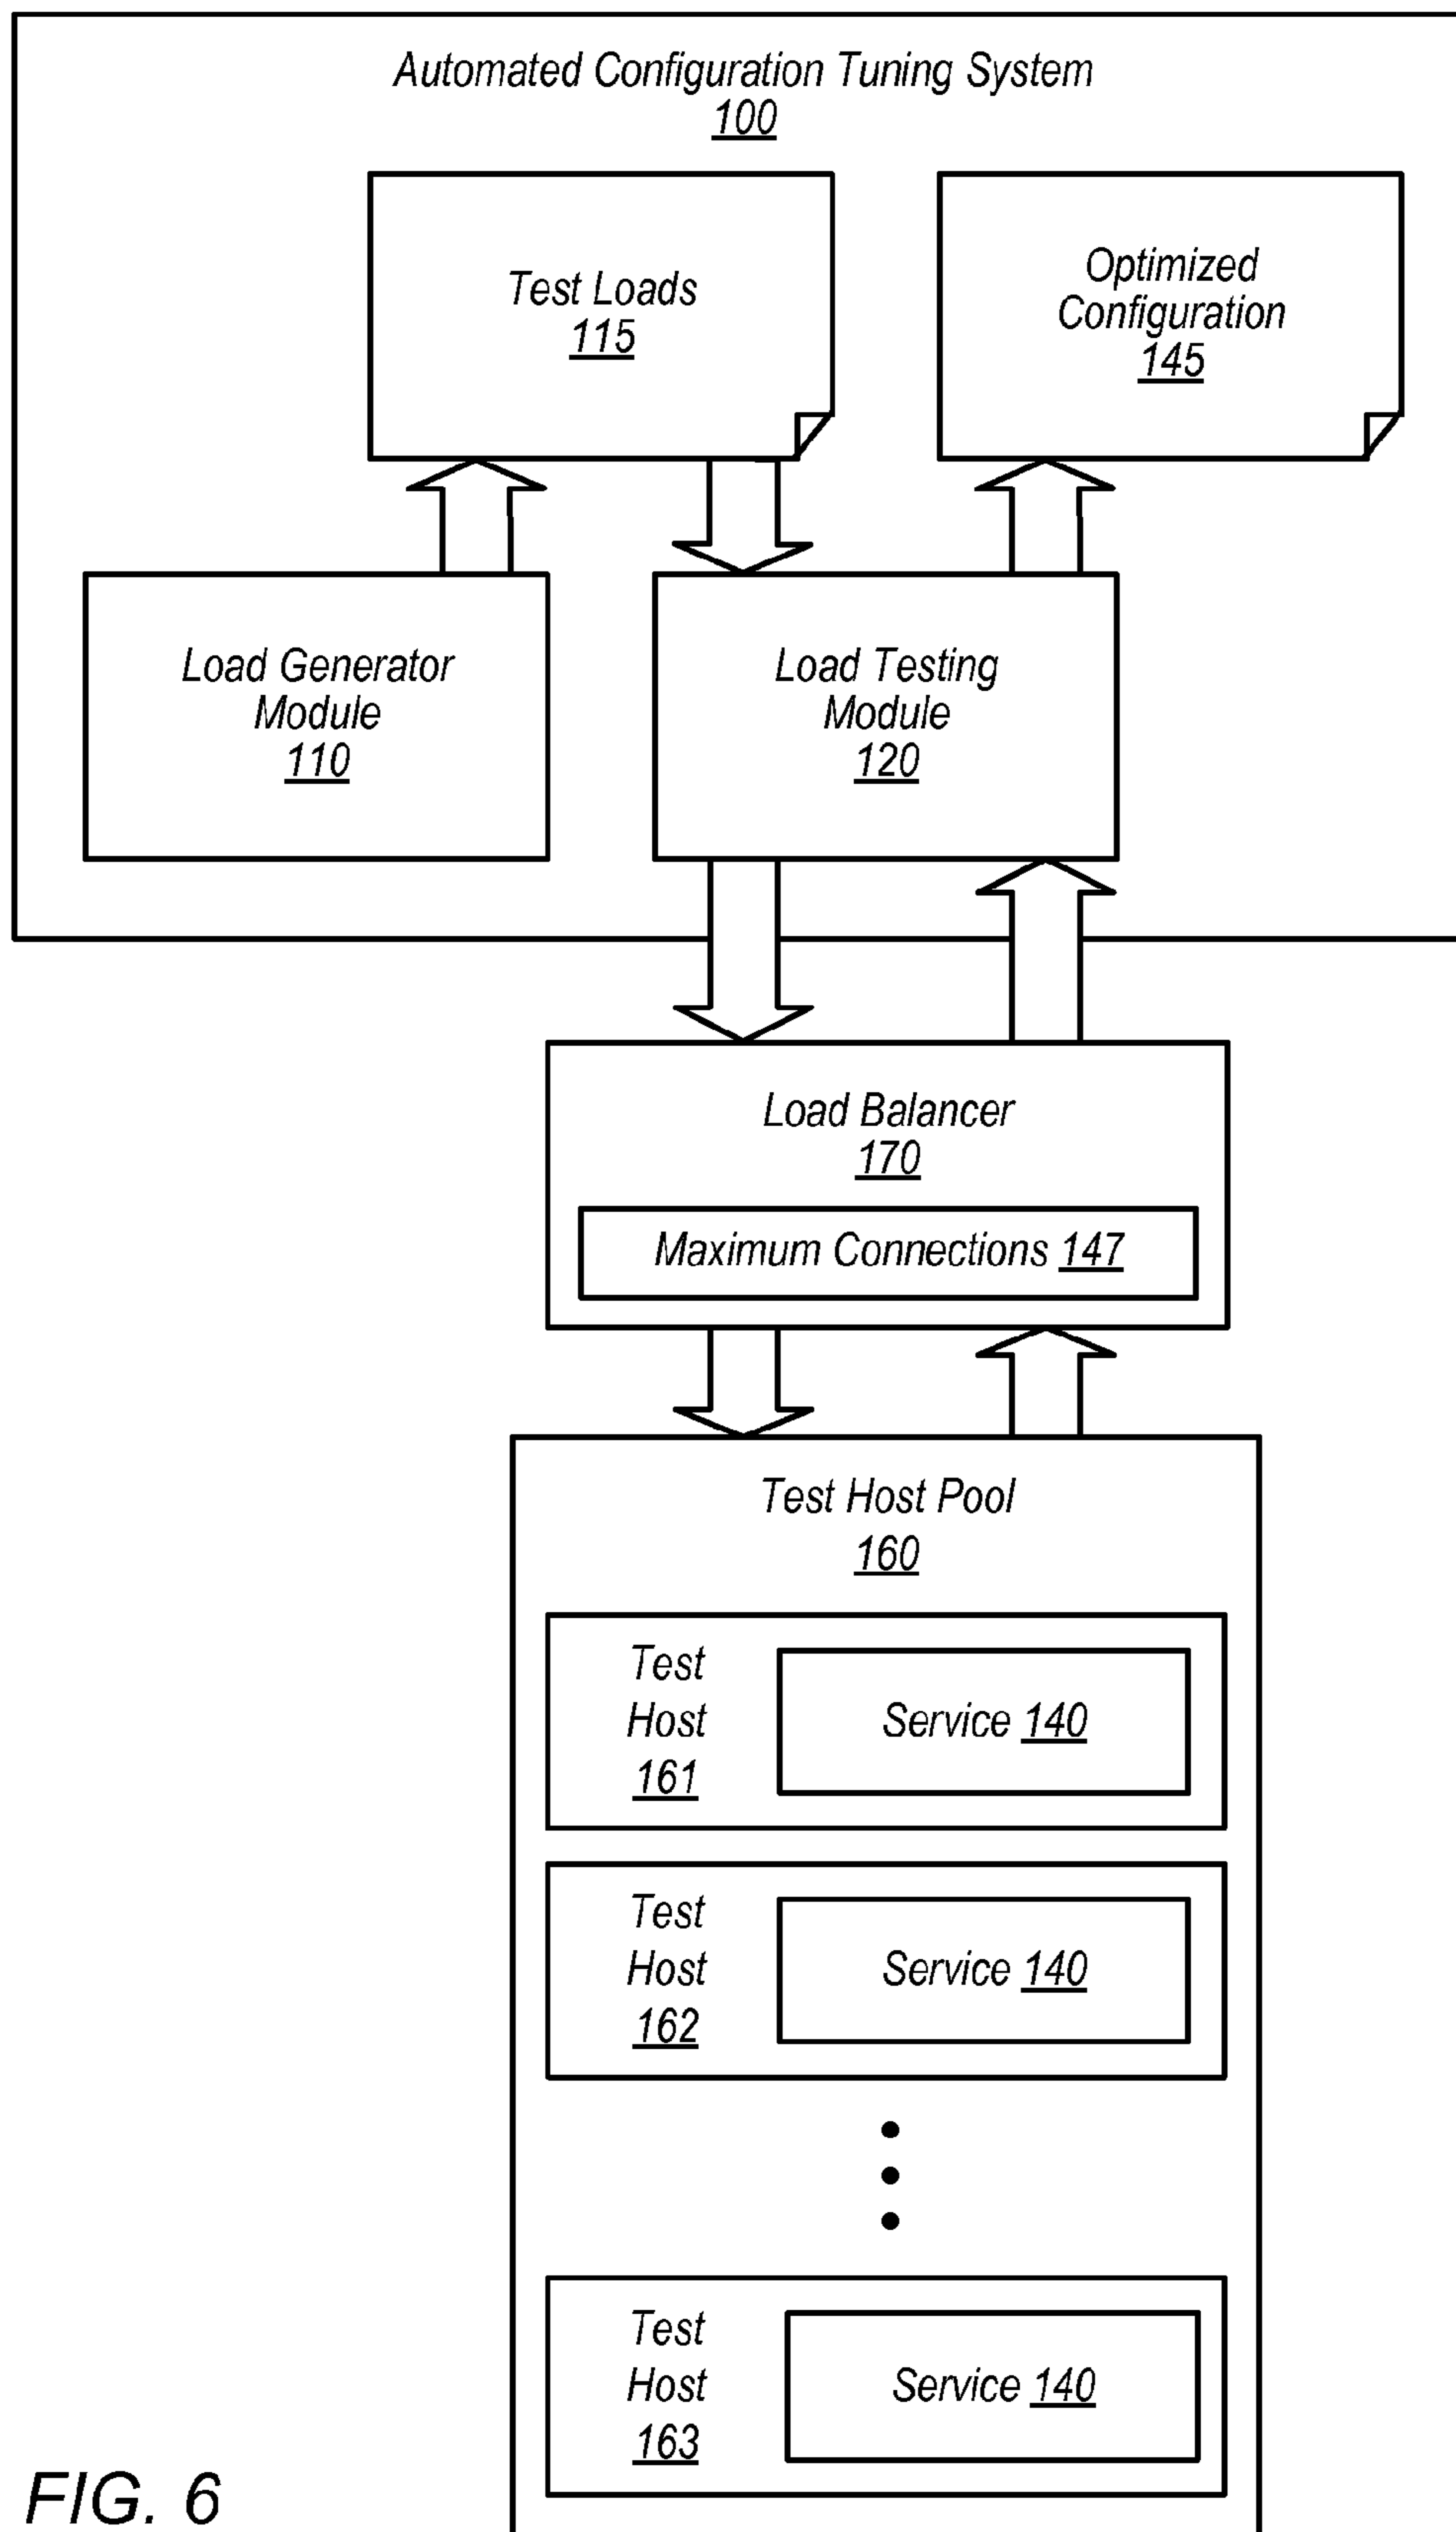 Automated Configuration Tuning System
100
Test Loads
115
Optimized
Configuration
145
Load Generator
Module
110
Load Testing
Module
120
Load Balancer
170
Maximum Connections 147
Test Host Pool
160
Test
Host
161
Service 140
Test
Host
162
Service 140
Test
Host
163
Service 140
FIG. 6